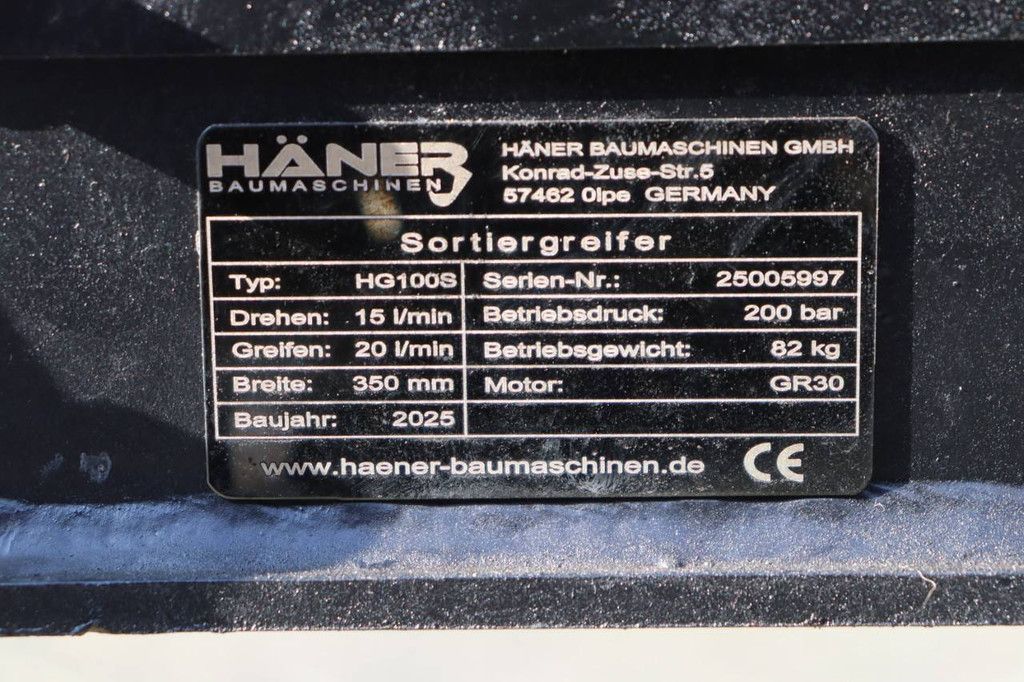 HÄNER
BAUMASCHINEN
HÄNER BAUMASCHINEN GMBH
Konrad-Zuse-Str.5
57462 Olpe GERMANY
Sortiergreifer
Typ: HG100S Serien-Nr.: 25005997
Drehen: 15 l/min Betriebsdruck: 200 bar
Greifen: 20 l/min Betriebsgewicht: 82 kg
Breite: 350 mm Motor: GR30
Baujahr: 2025
www.haener-baumaschinen.de CE